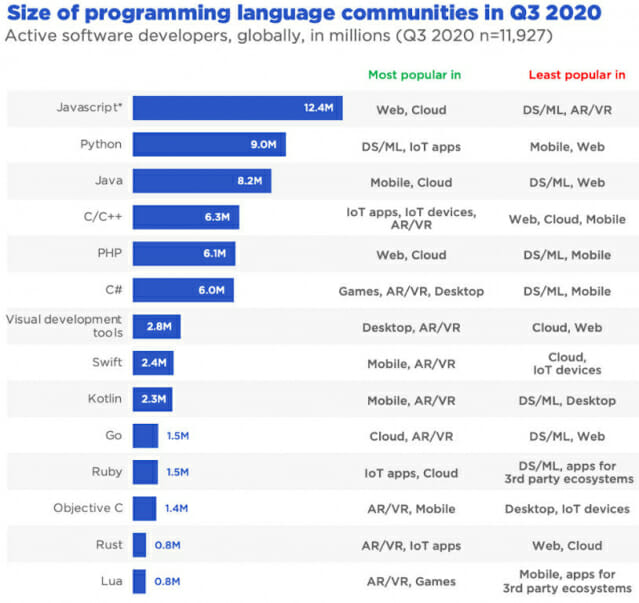 Size of programming language communities in Q3 2020
Active software developers, globally, in millions (Q3 2020 n=11,927)
Most popular in Least popular in
Javascript* 12.4M Web, Cloud DS/ML, AR/VR
Python 9.0M DS/ML, IoT apps Mobile, Web
Java 8.2M Mobile, Cloud DS/ML, Web
C/C++ 6.3M IoT apps, IoT devices, AR/VR Web, Cloud, Mobile
PHP 6.1M Web, Cloud DS/ML, Mobile
C# 6.0M Games, AR/VR, Desktop DS/ML, Mobile
Visual development tools 2.8M Desktop, AR/VR Cloud, Web
Swift 2.4M Mobile, AR/VR Cloud, IoT devices
Kotlin 2.3M Mobile, AR/VR DS/ML, Desktop
Go 1.5M Cloud, AR/VR DS/ML, Web
Ruby 1.5M IoT apps, Cloud DS/ML, apps for 3rd party ecosystems
Objective C 1.4M AR/VR, Mobile Desktop, IoT devices
Rust 0.8M AR/VR, IoT apps Web, Cloud
Lua 0.8M AR/VR, Games Mobile, apps for 3rd party ecosystems